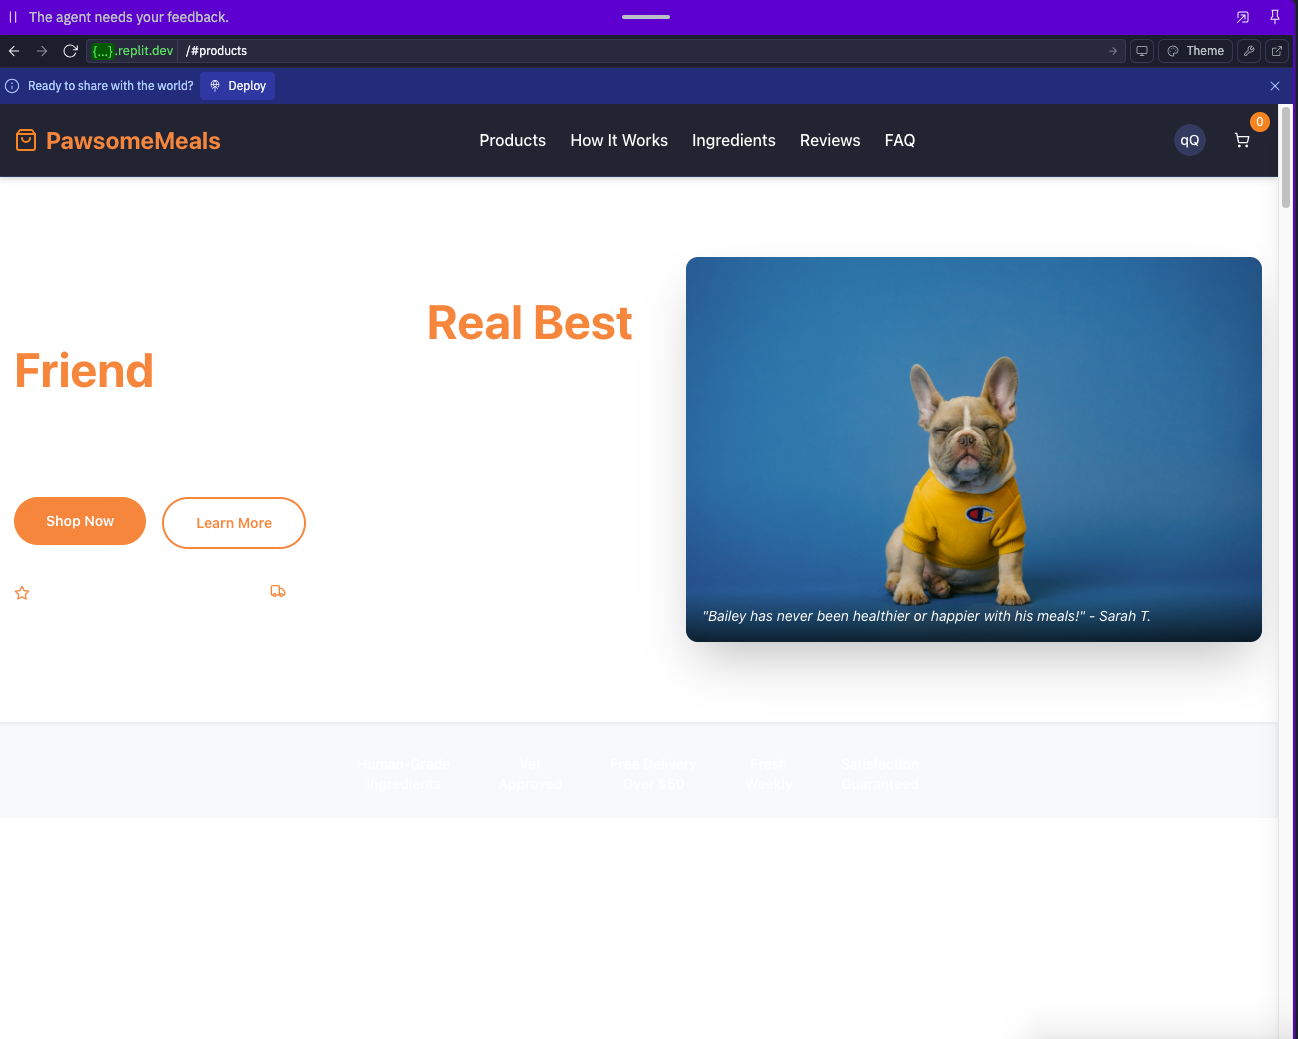 The agent needs your feedback.
{...}.replit.dev /#products
Theme
Ready to share with the world? Deploy
PawsomeMeals
Products How It Works Ingredients Reviews FAQ
qQ
0
Real Best
Friend
Shop Now
Learn More
"Bailey has never been healthier or happier with his meals!" - Sarah T.
Human-Grade
Ingredients
Vet
Approved
Free Delivery
Over $50
Fresh
Weekly
Satisfaction
Guaranteed